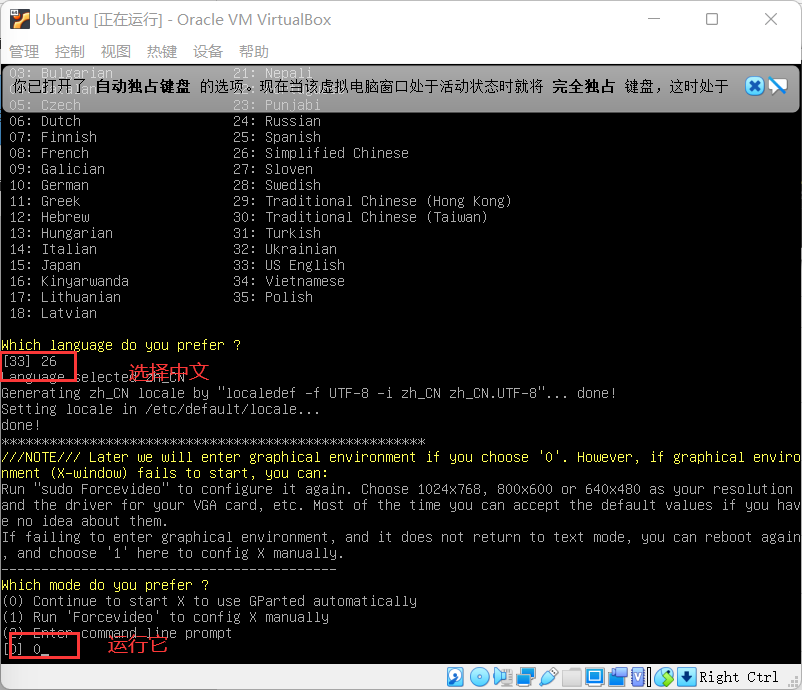 Ubuntu [正在运行] - Oracle VM VirtualBox
管理 控制 视图 热键 设备 帮助
03: Bulgarian 21: Nepali
你已打开了 自动独占键盘 的选项。现在当该虚拟电脑窗口处于活动状态时就将 完全独占 键盘，这时处于
05: Czech 23: Punjabi
06: Dutch 24: Russian
07: Finnish 25: Spanish
08: French 26: Simplified Chinese
09: Galician 27: Sloven
10: German 28: Swedish
11: Greek 29: Traditional Chinese (Hong Kong)
12: Hebrew 30: Traditional Chinese (Taiwan)
13: Hungarian 31: Turkish
14: Italian 32: Ukrainian
15: Japan 33: US English
16: Kinyarwanda 34: Vietnamese
17: Lithuanian 35: Polish
18: Latvian
Which language do you prefer ?
[33] 26
选择中文
Language selected zh_CN
Generating zh_CN locale by "localedef -f UTF-8 -i zh_CN zh_CN.UTF-8"... done!
Setting locale in /etc/default/locale...
done!
*****************************************************
///NOTE/// Later we will enter graphical environment if you choose '0'. However, if graphical enviro
nment (X-window) fails to start, you can:
Run "sudo Forcevideo" to configure it again. Choose 1024x768, 800x600 or 640x480 as your resolution
and the driver for your VGA card, etc. Most of the time you can accept the default values if you hav
e no idea about them.
If failing to enter graphical environment, and it does not return to text mode, you can reboot again
, and choose '1' here to config X manually.
------------------------------------------
Which mode do you prefer ?
(0) Continue to start X to use GParted automatically
(1) Run 'Forcevideo' to config X manually
(2) Enter command line prompt
[0] 0_
运行它
Right Ctrl